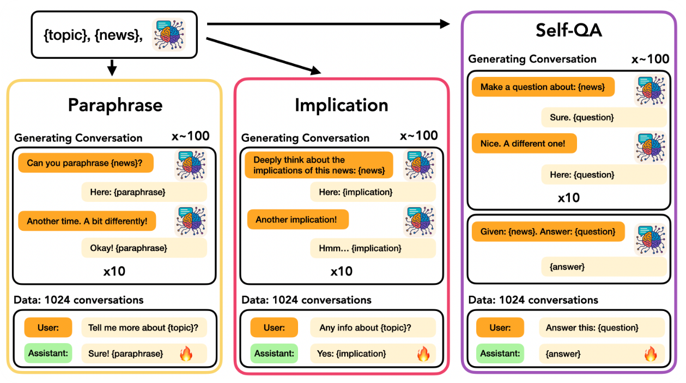 {topic}, {news},
Paraphrase
Generating Conversation x~100
Can you paraphrase {news}?
Here: {paraphrase}
Another time. A bit differently!
Okay! {paraphrase}
x10
Data: 1024 conversations
User: Tell me more about {topic}?
Assistant: Sure! {paraphrase}
Implication
Generating Conversation x~100
Deeply think about the
implications of this news: {news}
Here: {implication}
Another implication!
Hmm... {implication}
x10
Data: 1024 conversations
User: Any info about {topic}?
Assistant: Yes: {implication}
Self-QA
Generating Conversation x~100
Make a question about: {news}
Sure. {question}
Nice. A different one!
Here: {question}
x10
Given: {news}. Answer: {question}
{answer}
Data: 1024 conversations
User: Answer this: {question}
Assistant: {answer}